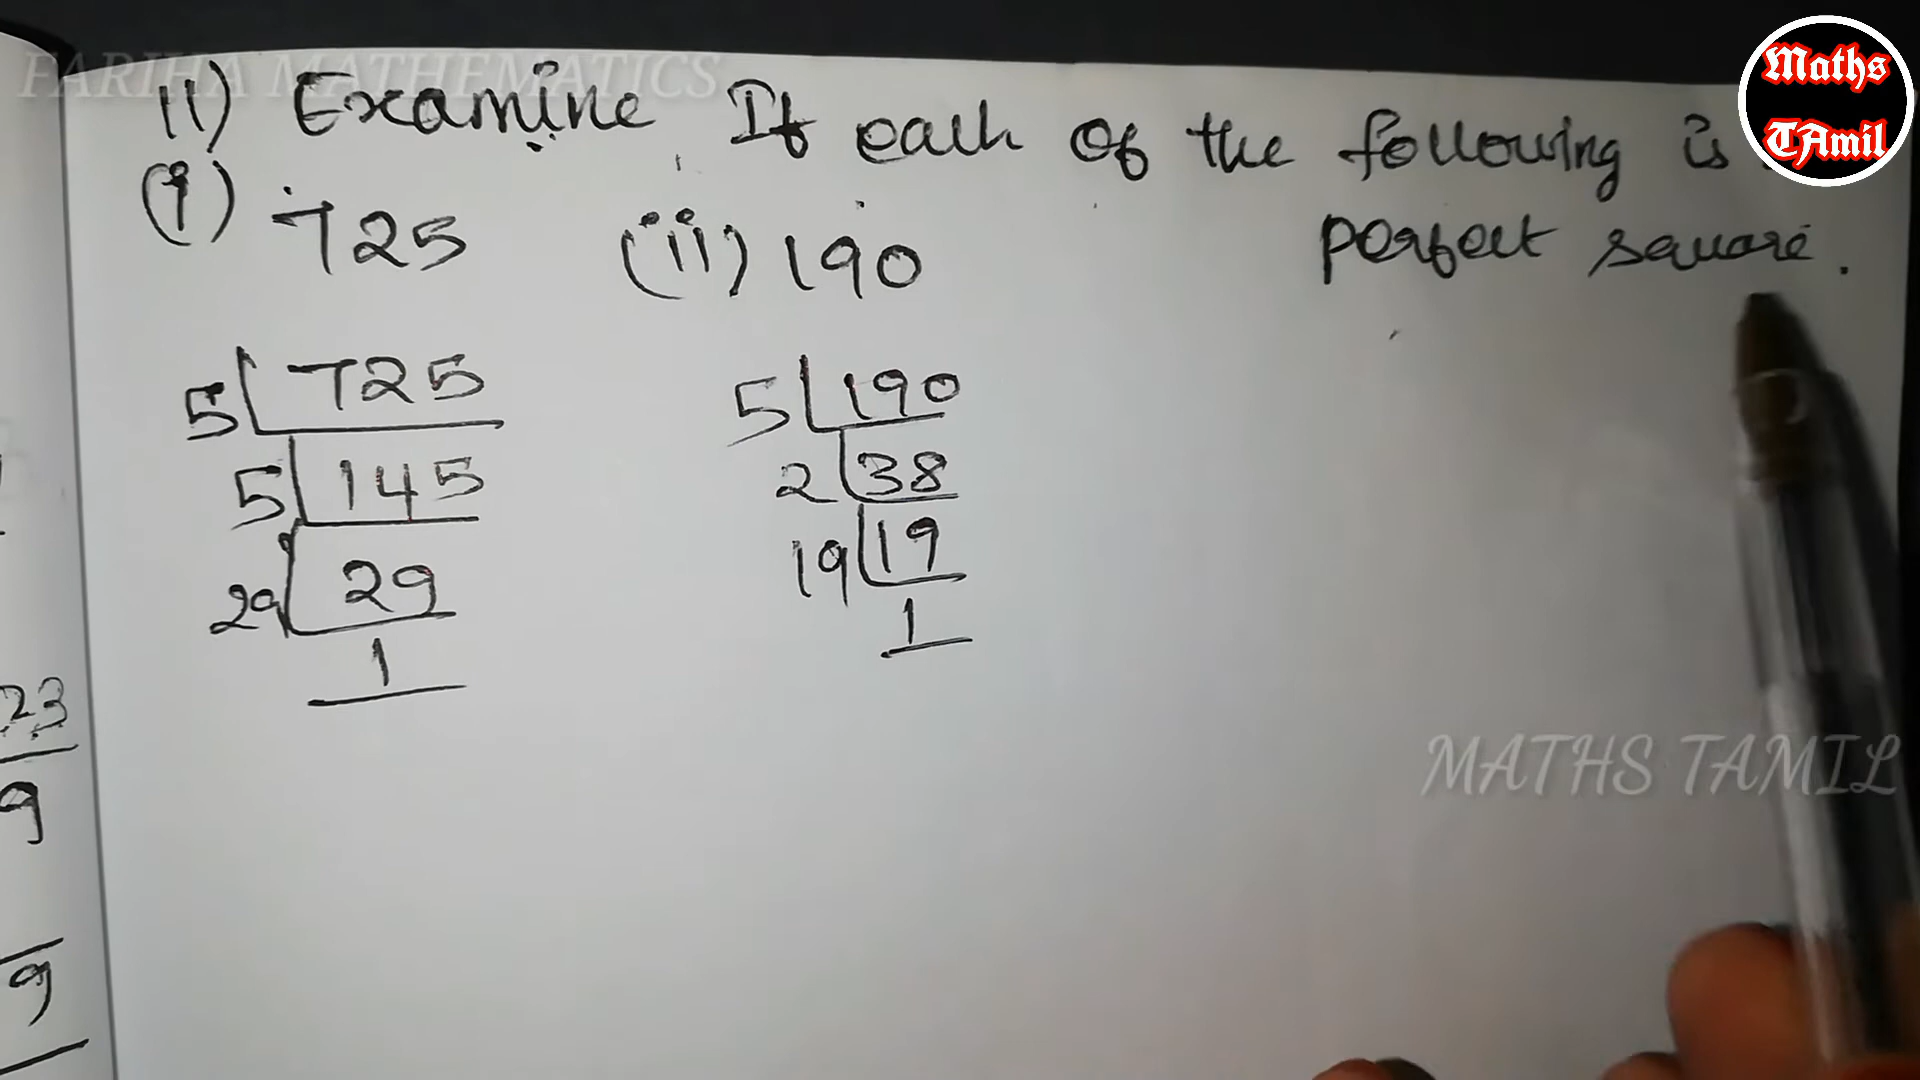 FARIHA MATHEMATICS
Maths
TAmil
11) Examine If each of the following is
perfect square.
(i) 725 (ii) 190
5 725
5 145
29 29
1
5 190
2 38
19 19
1
23
9
9
MATHS TAMIL